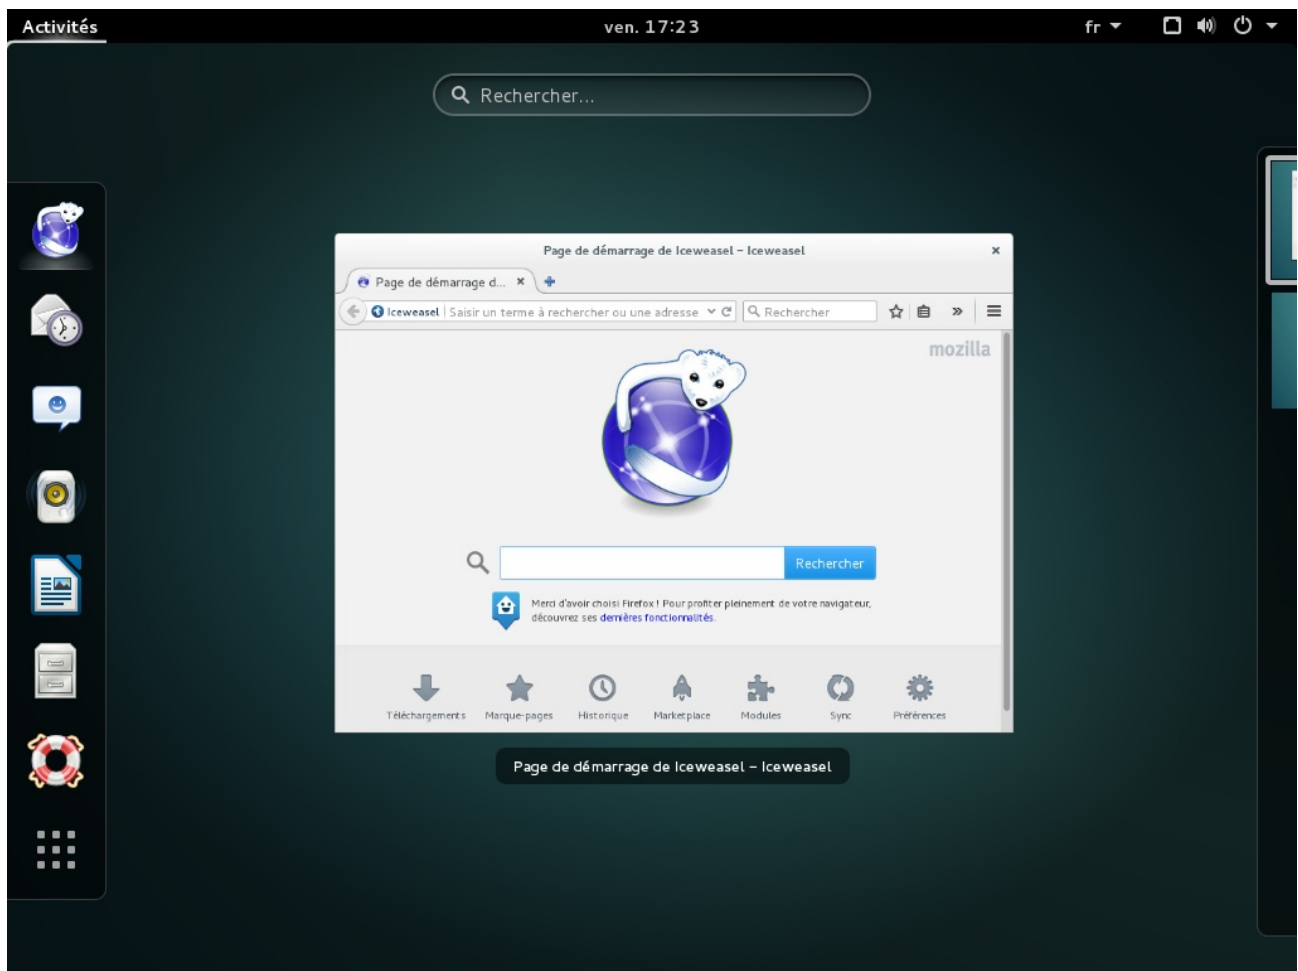 Activités
ven. 17:23
fr
Rechercher...
Page de démarrage de Iceweasel – Iceweasel
Page de démarrage d...
Iceweasel
Saisir un terme à rechercher ou une adresse
Rechercher
mozilla
Rechercher
Merci d'avoir choisi Firefox ! Pour profiter pleinement de votre navigateur,
découvrez ses dernières fonctionnalités.
Téléchargements
Marque-pages
Historique
Marketplace
Modules
Sync
Préférences
Page de démarrage de Iceweasel – Iceweasel